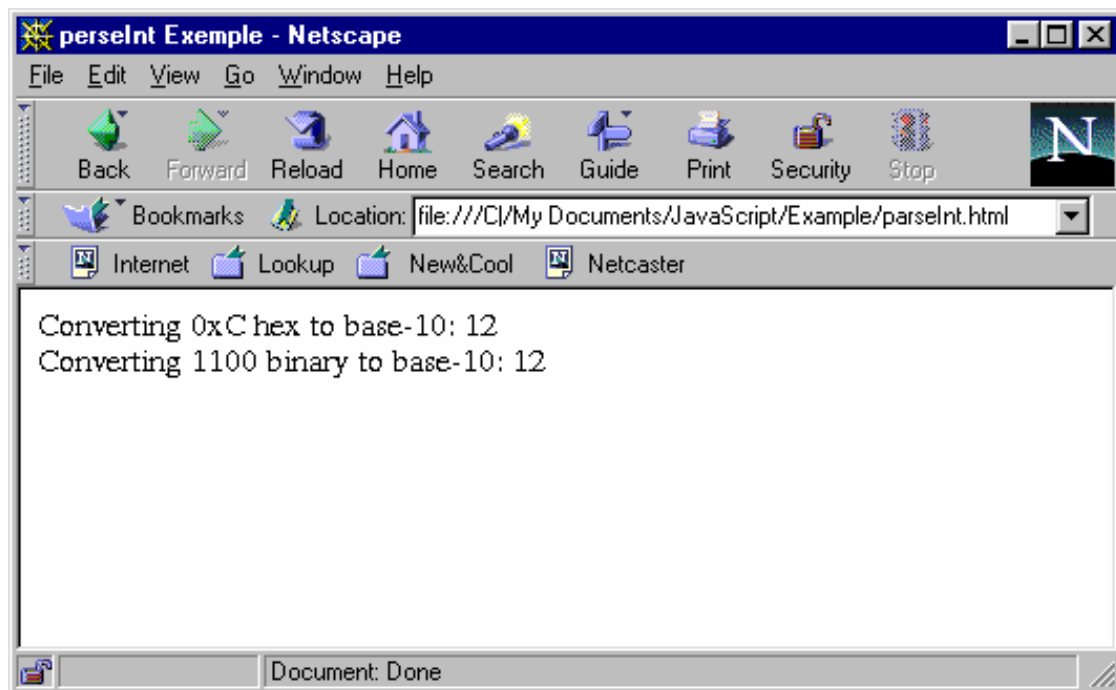 perseInt Exemple - Netscape
File Edit View Go Window Help
Back Forward Reload Home Search Guide Print Security Stop
N
Bookmarks Location: file:///C|/My Documents/JavaScript/Example/parseInt.html
Internet Lookup New&Cool Netcaster
Converting 0xC hex to base-10: 12
Converting 1100 binary to base-10: 12
Document: Done